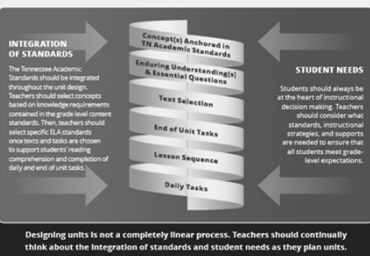 INTEGRATION
OF STANDARDS
The Tennessee Academic
Standards should be integrated
throughout the unit design.
Teachers should select concepts
based on knowledge requirements
contained in the grade level content
standards. Then, teachers should
select specific ELA standards
once texts and tasks are chosen
to support students' reading
comprehension and completion of
daily and end of unit tasks.
Concept(s) Anchored in
TN Academic Standards
Enduring Understanding(s)
& Essential Questions
Text Selection
End of Unit Tasks
Lesson Sequence
Daily Tasks
STUDENT NEEDS
Students should always be
at the heart of instructional
decision making. Teachers
should consider what
standards, instructional
strategies, and supports
are needed to ensure that
all students meet grade-
level expectations.
Designing units is not a completely linear process. Teachers should continually
think about the integration of standards and student needs as they plan units.